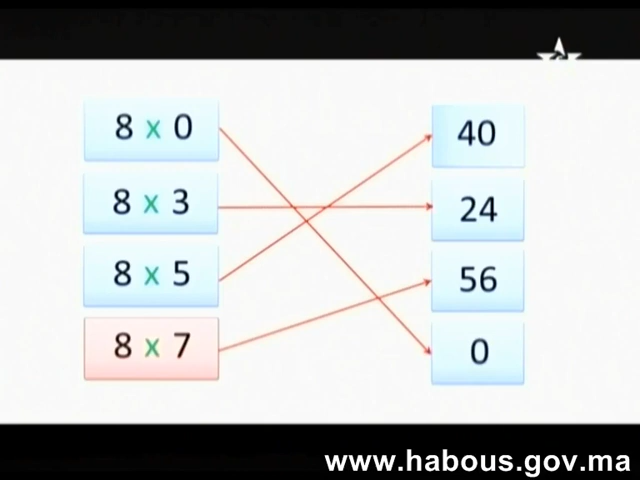 8 x 0
40
8 x 3
24
8 x 5
56
8 x 7
0
www.habous.gov.ma